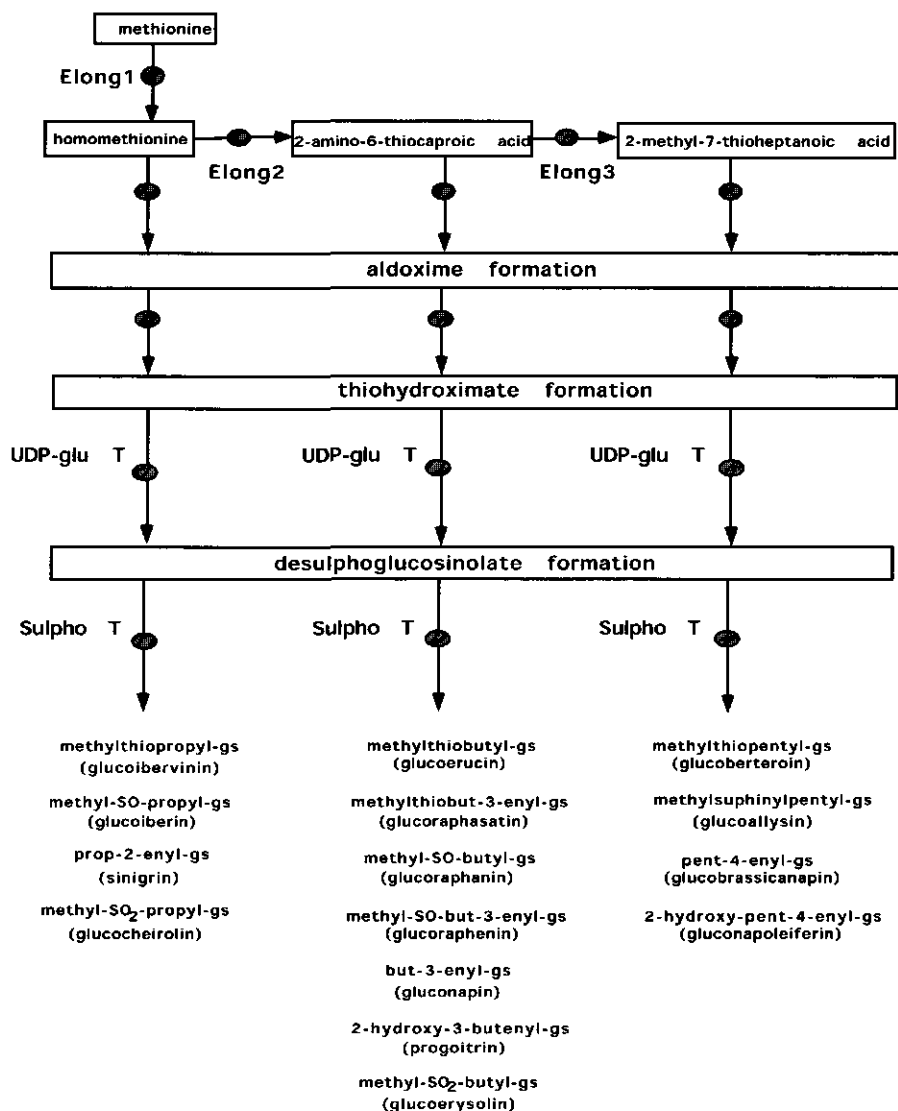 methionine
Elong1
homomethionine
2-amino-6-thiocaproic acid
2-methyl-7-thioheptanoic acid
Elong2
Elong3
aldoxime formation
thiohydroximate formation
UDP-glu T
UDP-glu T
UDP-glu T
desulphoglucosinolate formation
Sulpho T
Sulpho T
Sulpho T
methylthiopropyl-gs
(glucoibervinin)
methyl-SO-propyl-gs
(glucoiberin)
prop-2-enyl-gs
(sinigrin)
methyl-SO₂-propyl-gs
(glucocheirolin)
methylthiobutyl-gs
(glucoerucin)
methylthiobut-3-enyl-gs
(glucoraphasatin)
methyl-SO-butyl-gs
(glucoraphanin)
methyl-SO-but-3-enyl-gs
(glucoraphenin)
but-3-enyl-gs
(gluconapin)
2-hydroxy-3-butenyl-gs
(progoitrin)
methyl-SO₂-butyl-gs
(glucoerysolin)
methylthiopentyl-gs
(glucoberteroin)
methylsuphinylpentyl-gs
(glucoallysin)
pent-4-enyl-gs
(glucobrassicanapin)
2-hydroxy-pent-4-enyl-gs
(gluconapoleiferin)